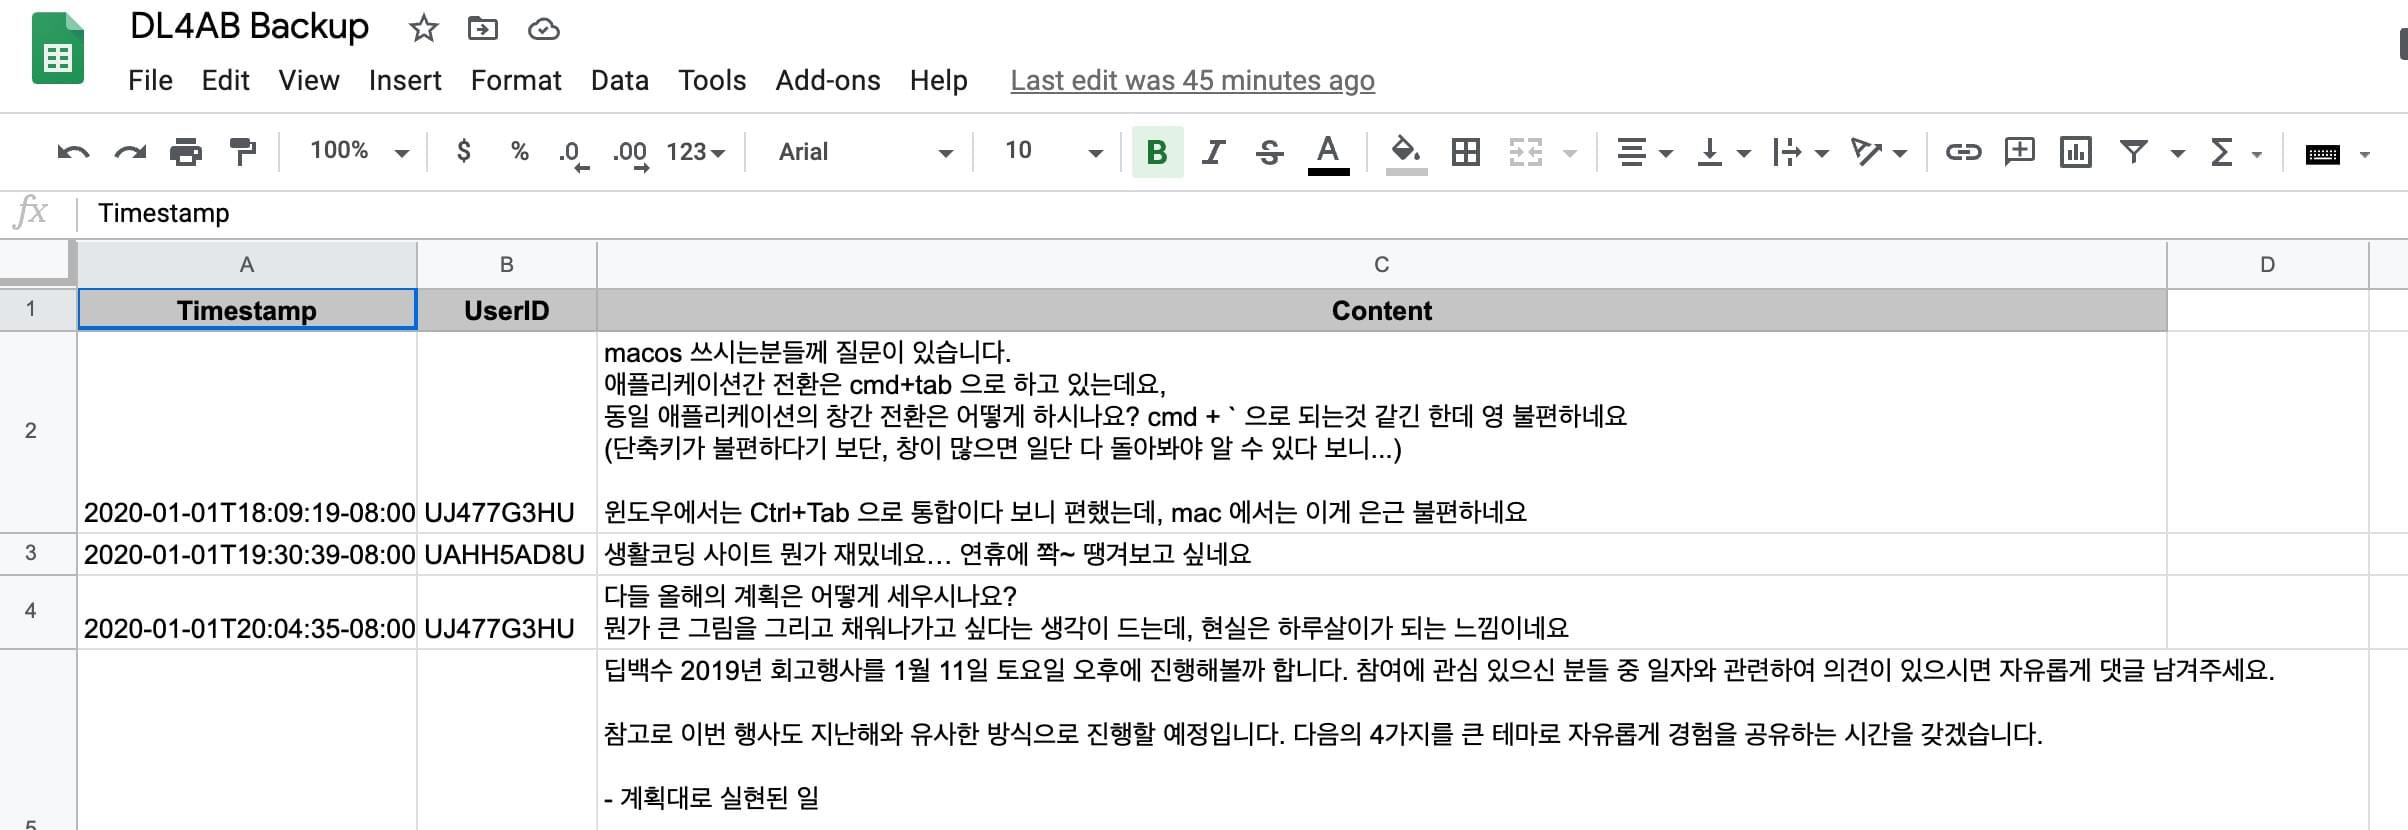 DL4AB Backup
File Edit View Insert Format Data Tools Add-ons Help Last edit was 45 minutes ago
100% $ % .0 .00 123 Arial 10 B I S A
fx Timestamp
A B C D
1 Timestamp UserID Content
macos 쓰시는분들께 질문이 있습니다.
애플리케이션간 전환은 cmd+tab 으로 하고 있는데요,
동일 애플리케이션의 창간 전환은 어떻게 하시나요? cmd + ` 으로 되는것 같긴 한데 영 불편하네요
2
(단축키가 불편하다기 보단, 창이 많으면 일단 다 돌아봐야 알 수 있다 보니...)
2020-01-01T18:09:19-08:00 UJ477G3HU 윈도우에서는 Ctrl+Tab 으로 통합이다 보니 편했는데, mac 에서는 이게 은근 불편하네요
3 2020-01-01T19:30:39-08:00 UAHH5AD8U 생활코딩 사이트 뭔가 재밌네요... 연휴에 쫙~ 땡겨보고 싶네요
다들 올해의 계획은 어떻게 세우시나요?
4
2020-01-01T20:04:35-08:00 UJ477G3HU 뭔가 큰 그림을 그리고 채워나가고 싶다는 생각이 드는데, 현실은 하루살이가 되는 느낌이네요
딥백수 2019년 회고행사를 1월 11일 토요일 오후에 진행해볼까 합니다. 참여에 관심 있으신 분들 중 일자와 관련하여 의견이 있으시면 자유롭게 댓글 남겨주세요.
참고로 이번 행사도 지난해와 유사한 방식으로 진행할 예정입니다. 다음의 4가지를 큰 테마로 자유롭게 경험을 공유하는 시간을 갖겠습니다.
- 계획대로 실현된 일
5